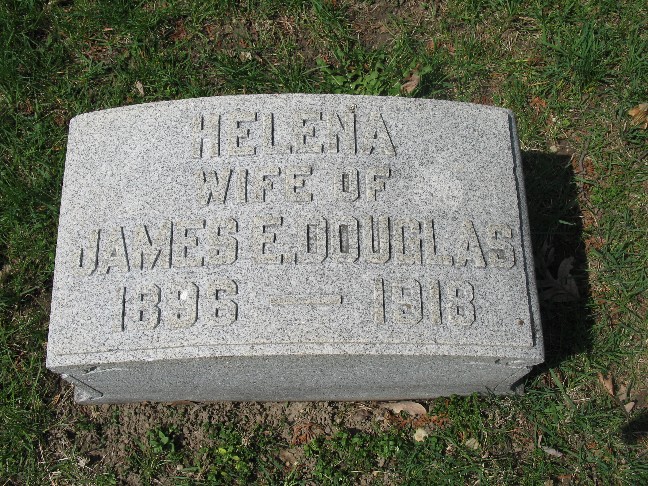 HELENA
WIFE OF
JAMES E. DOUGLAS
1896 — 1918